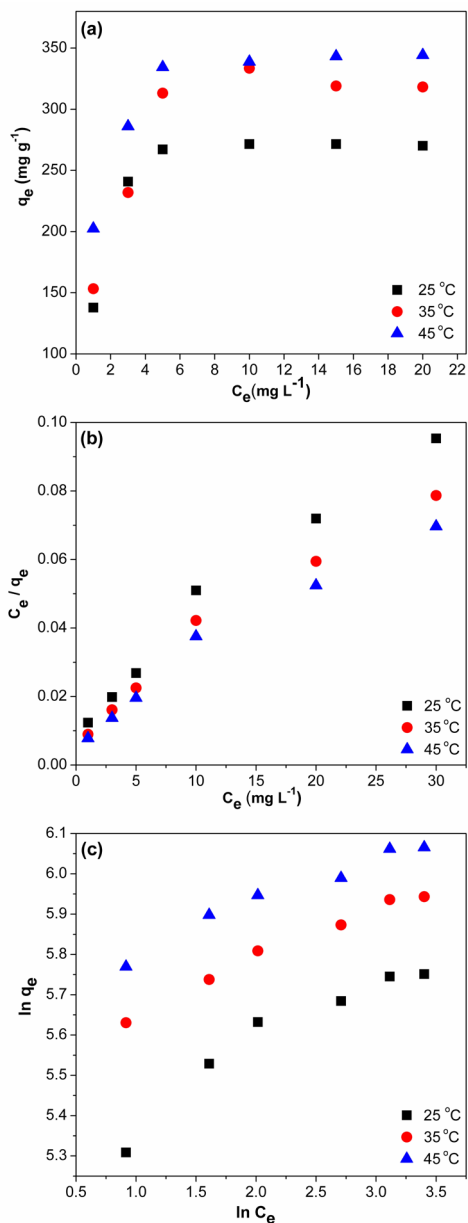 (a)
350
300
250
200
150
100
qₑ (mg g⁻¹)
25 °C
35 °C
45 °C
0 2 4 6 8 10 12 14 16 18 20 22
Cₑ(mg L⁻¹)
(b)
0.10
0.08
0.06
0.04
0.02
0.00
Cₑ / qₑ
25 °C
35 °C
45 °C
0 5 10 15 20 25 30
Cₑ (mg L⁻¹)
(c)
6.1
6.0
5.9
5.8
5.7
5.6
5.5
5.4
5.3
ln qₑ
25 °C
35 °C
45 °C
0.5 1.0 1.5 2.0 2.5 3.0 3.5
ln Cₑ